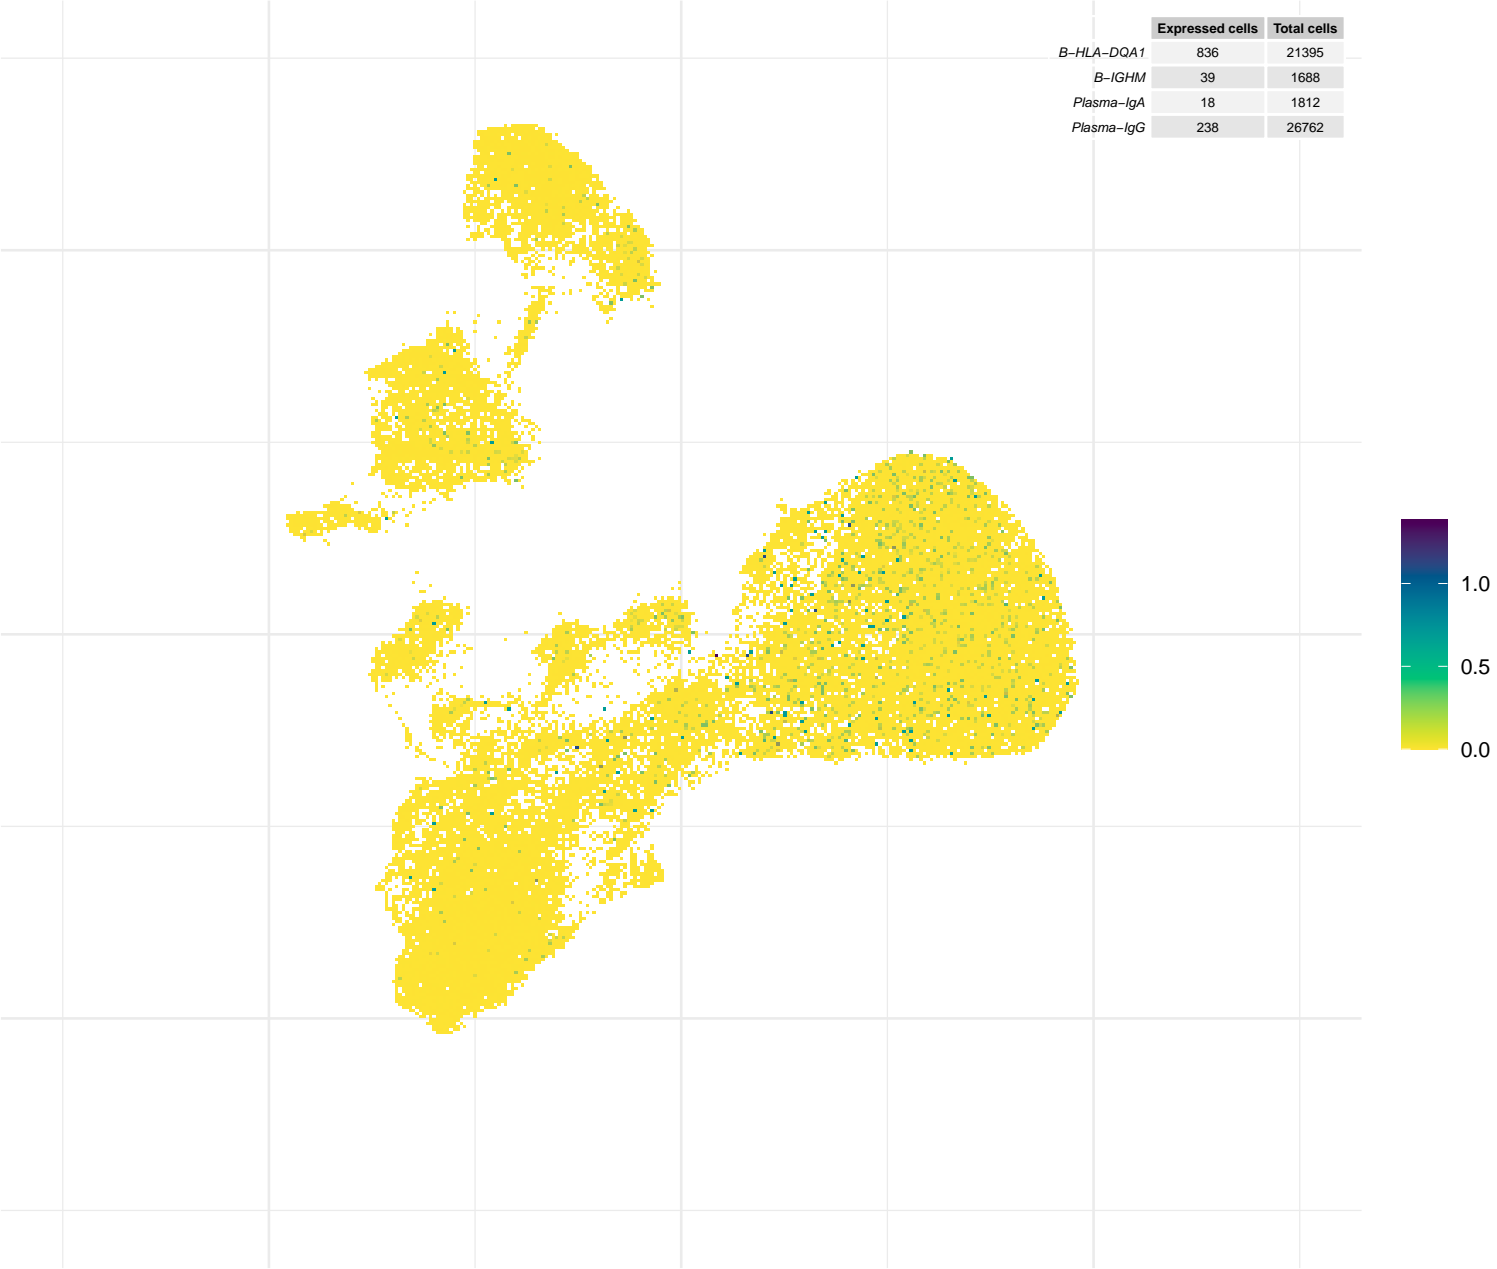 Expressed cells Total cells
B−HLA−DQA1 836 21395
B−IGHM 39 1688
Plasma−IgA 18 1812
Plasma−IgG 238 26762
1.0
0.5
0.0